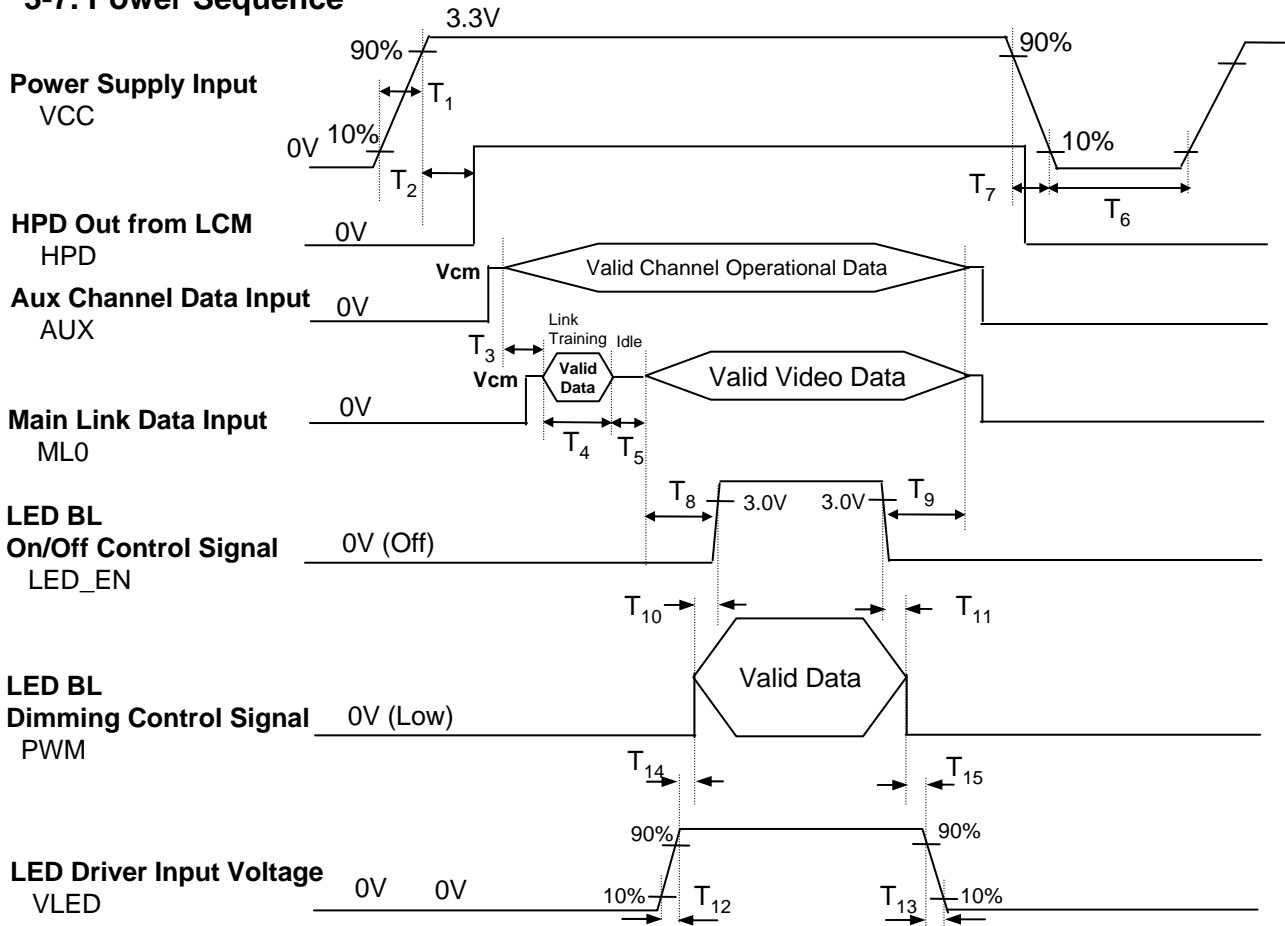 3-7. Power Sequence
3.3V
90%
90%
Power Supply Input
VCC
T1
0V
10%
10%
T2
T7
T6
HPD Out from LCM
HPD
0V
Vcm
Valid Channel Operational Data
Aux Channel Data Input
AUX
0V
Link
Training
Idle
T3
Vcm
Valid
Data
Valid Video Data
Main Link Data Input
ML0
0V
T4
T5
T8
T9
3.0V
3.0V
LED BL
On/Off Control Signal
LED_EN
0V (Off)
T10
T11
Valid Data
LED BL
Dimming Control Signal
PWM
0V (Low)
T14
T15
90%
90%
LED Driver Input Voltage
VLED
0V
0V
10%
T12
T13
10%